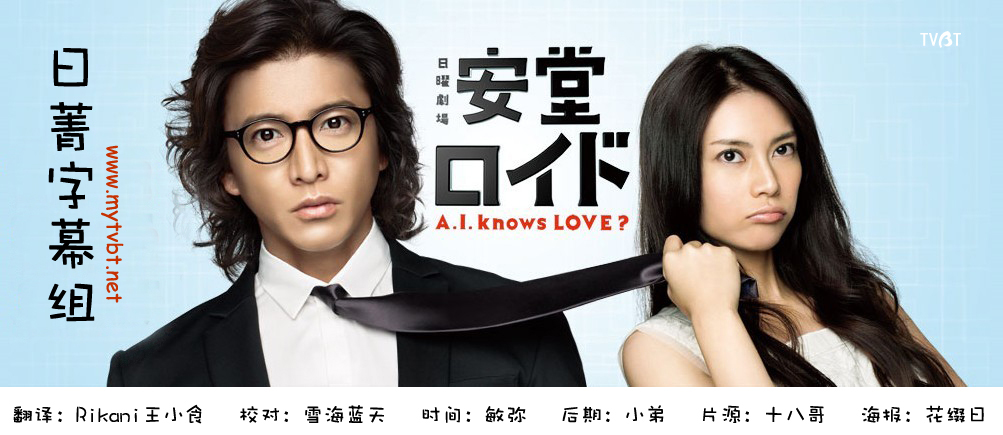 TVBT
日菁字幕组
www.mytvbt.net
日曜劇場
安堂
ロイド
A.I.knows LOVE?
翻译：Rikani王小食 校对：雪海蓝天 时间：敏弥 后期：小弟 片源：十八哥 海报：花缀日